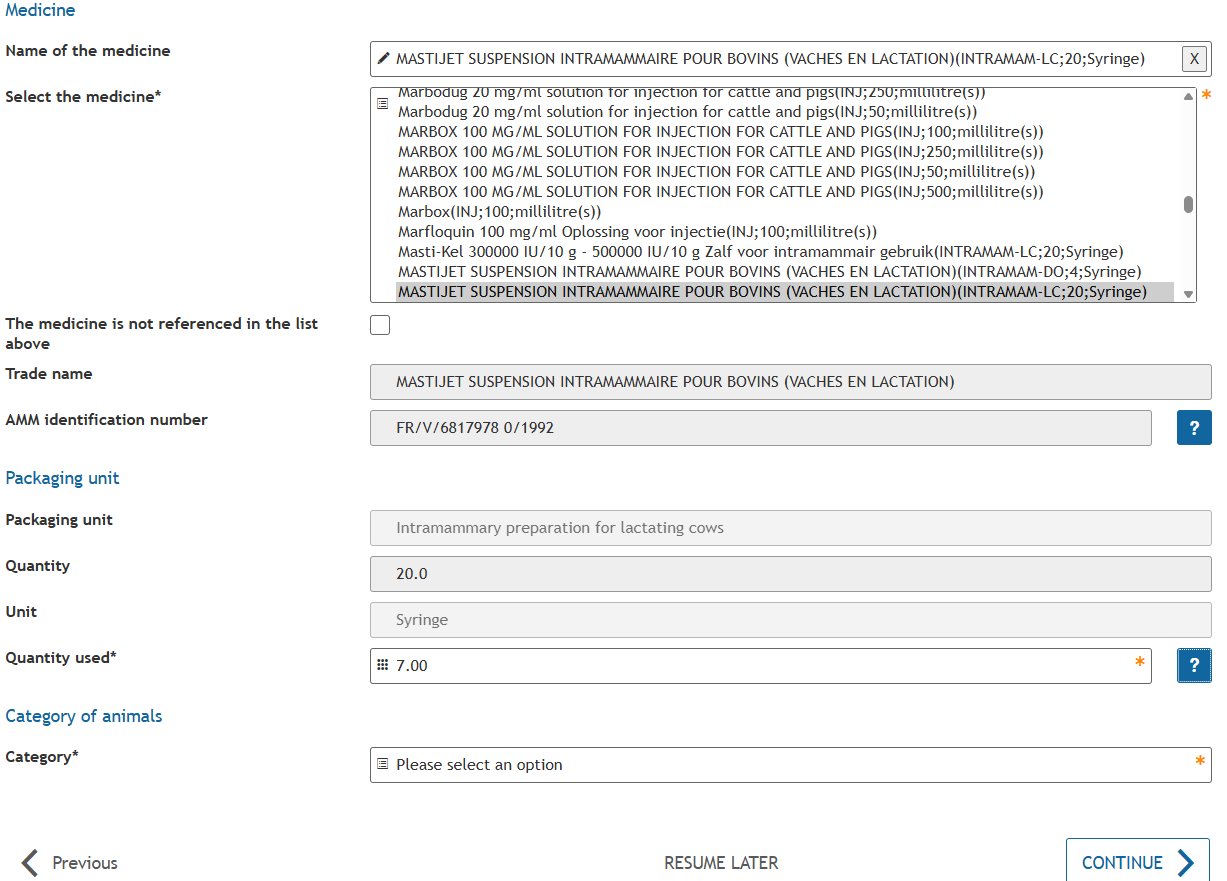 Medicine
Name of the medicine
MASTIJET SUSPENSION INTRAMAMMAIRE POUR BOVINS (VACHES EN LACTATION)(INTRAMAM-LC;20;Syringe)
X
Select the medicine*
Marbodug 20 mg/ml solution for injection for cattle and pigs(INJ;250;millilitre(s))
*
Marbodug 20 mg/ml solution for injection for cattle and pigs(INJ;50;millilitre(s))
MARBOX 100 MG/ML SOLUTION FOR INJECTION FOR CATTLE AND PIGS(INJ;100;millilitre(s))
MARBOX 100 MG/ML SOLUTION FOR INJECTION FOR CATTLE AND PIGS(INJ;250;millilitre(s))
MARBOX 100 MG/ML SOLUTION FOR INJECTION FOR CATTLE AND PIGS(INJ;50;millilitre(s))
MARBOX 100 MG/ML SOLUTION FOR INJECTION FOR CATTLE AND PIGS(INJ;500;millilitre(s))
Marbox(INJ;100;millilitre(s))
Marfloquin 100 mg/ml Oplossing voor injectie(INJ;100;millilitre(s))
Masti-Kel 300000 IU/10 g - 500000 IU/10 g Zalf voor intramammair gebruik(INTRAMAM-LC;20;Syringe)
MASTIJET SUSPENSION INTRAMAMMAIRE POUR BOVINS (VACHES EN LACTATION)(INTRAMAM-DO;4;Syringe)
MASTIJET SUSPENSION INTRAMAMMAIRE POUR BOVINS (VACHES EN LACTATION)(INTRAMAM-LC;20;Syringe)
The medicine is not referenced in the list
above
Trade name
MASTIJET SUSPENSION INTRAMAMMAIRE POUR BOVINS (VACHES EN LACTATION)
AMM identification number
FR/V/6817978 0/1992
?
Packaging unit
Packaging unit
Intramammary preparation for lactating cows
Quantity
20.0
Unit
Syringe
Quantity used*
7.00
*
?
Category of animals
Category*
Please select an option
*
Previous
RESUME LATER
CONTINUE